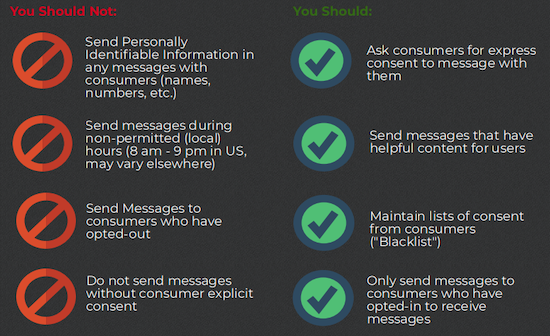 You Should Not:
Send Personally
Identifiable Information in
any messages with
consumers (names,
numbers, etc.)
Send messages during
non-permitted (local)
hours (8 am - 9 pm in US,
may vary elsewhere)
Send Messages to
consumers who have
opted-out
Do not send messages
without consumer explicit
consent
You Should:
Ask consumers for express
consent to message with
them
Send messages that have
helpful content for users
Maintain lists of consent
from consumers
("Blacklist")
Only send messages to
consumers who have
opted-in to receive
messages